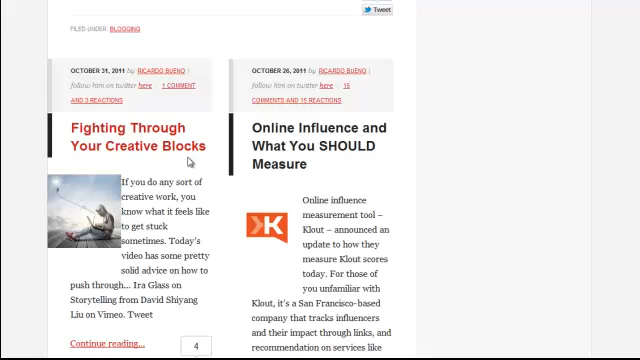 Tweet
FILED UNDER: BLOGGING
OCTOBER 31, 2011 by RICARDO BUENO |
follow him on twitter here | 1 COMMENT
AND 3 REACTIONS
Fighting Through
Your Creative Blocks
If you do any sort of
creative work, you
know what it feels like
to get stuck
sometimes. Today's
video has some pretty
solid advice on how to
push through... Ira Glass on
Storytelling from David Shiyang
Liu on Vimeo. Tweet
Continue reading...
4
OCTOBER 26, 2011 by RICARDO BUENO |
follow him on twitter here | 15
COMMENTS AND 15 REACTIONS
Online Influence and
What You SHOULD
Measure
Online influence
measurement tool –
Klout – announced an
update to how they
measure Klout scores
today. For those of
you unfamiliar with
Klout, it's a San Francisco-based
company that tracks influencers
and their impact through links, and
recommendation on services like